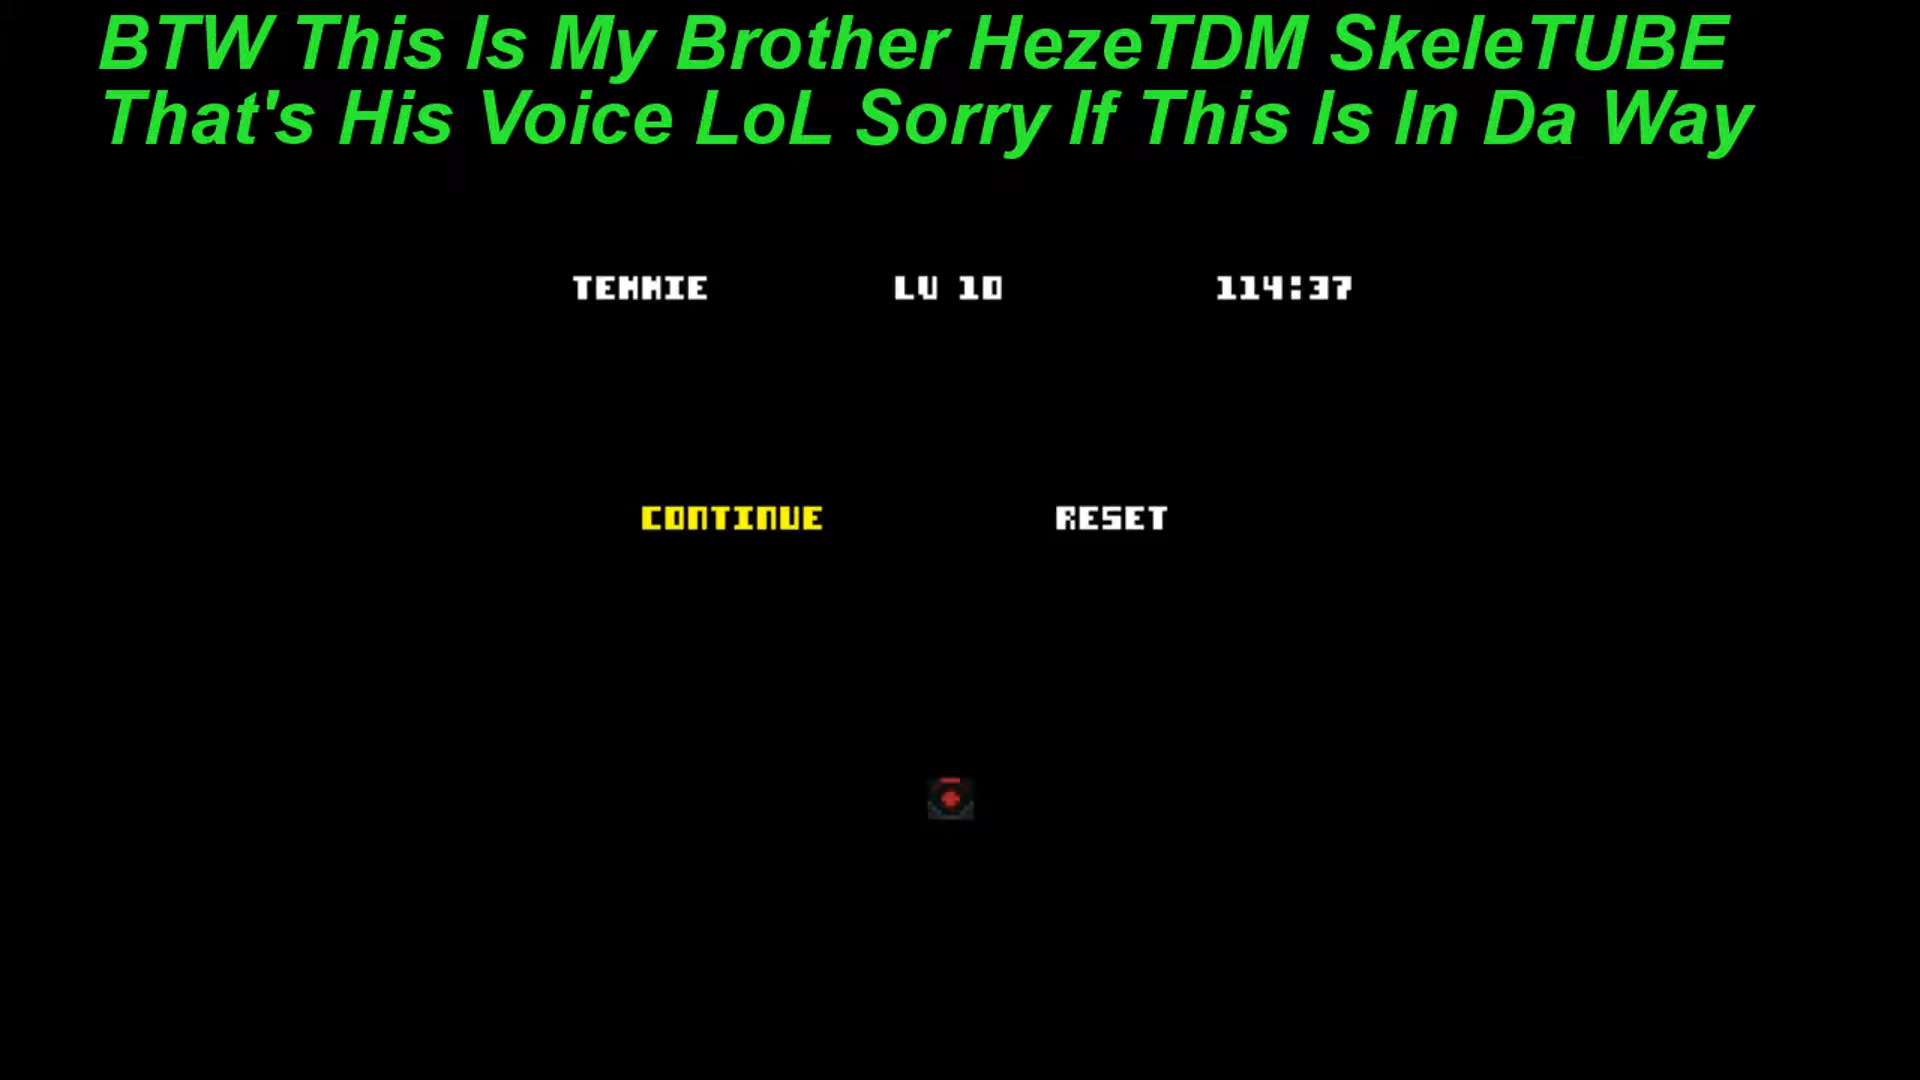 BTW This Is My Brother HezeTDM SkeleTUBE
That's His Voice LoL Sorry If This Is In Da Way
TEMMIE LV 10 114:37
CONTINUE RESET